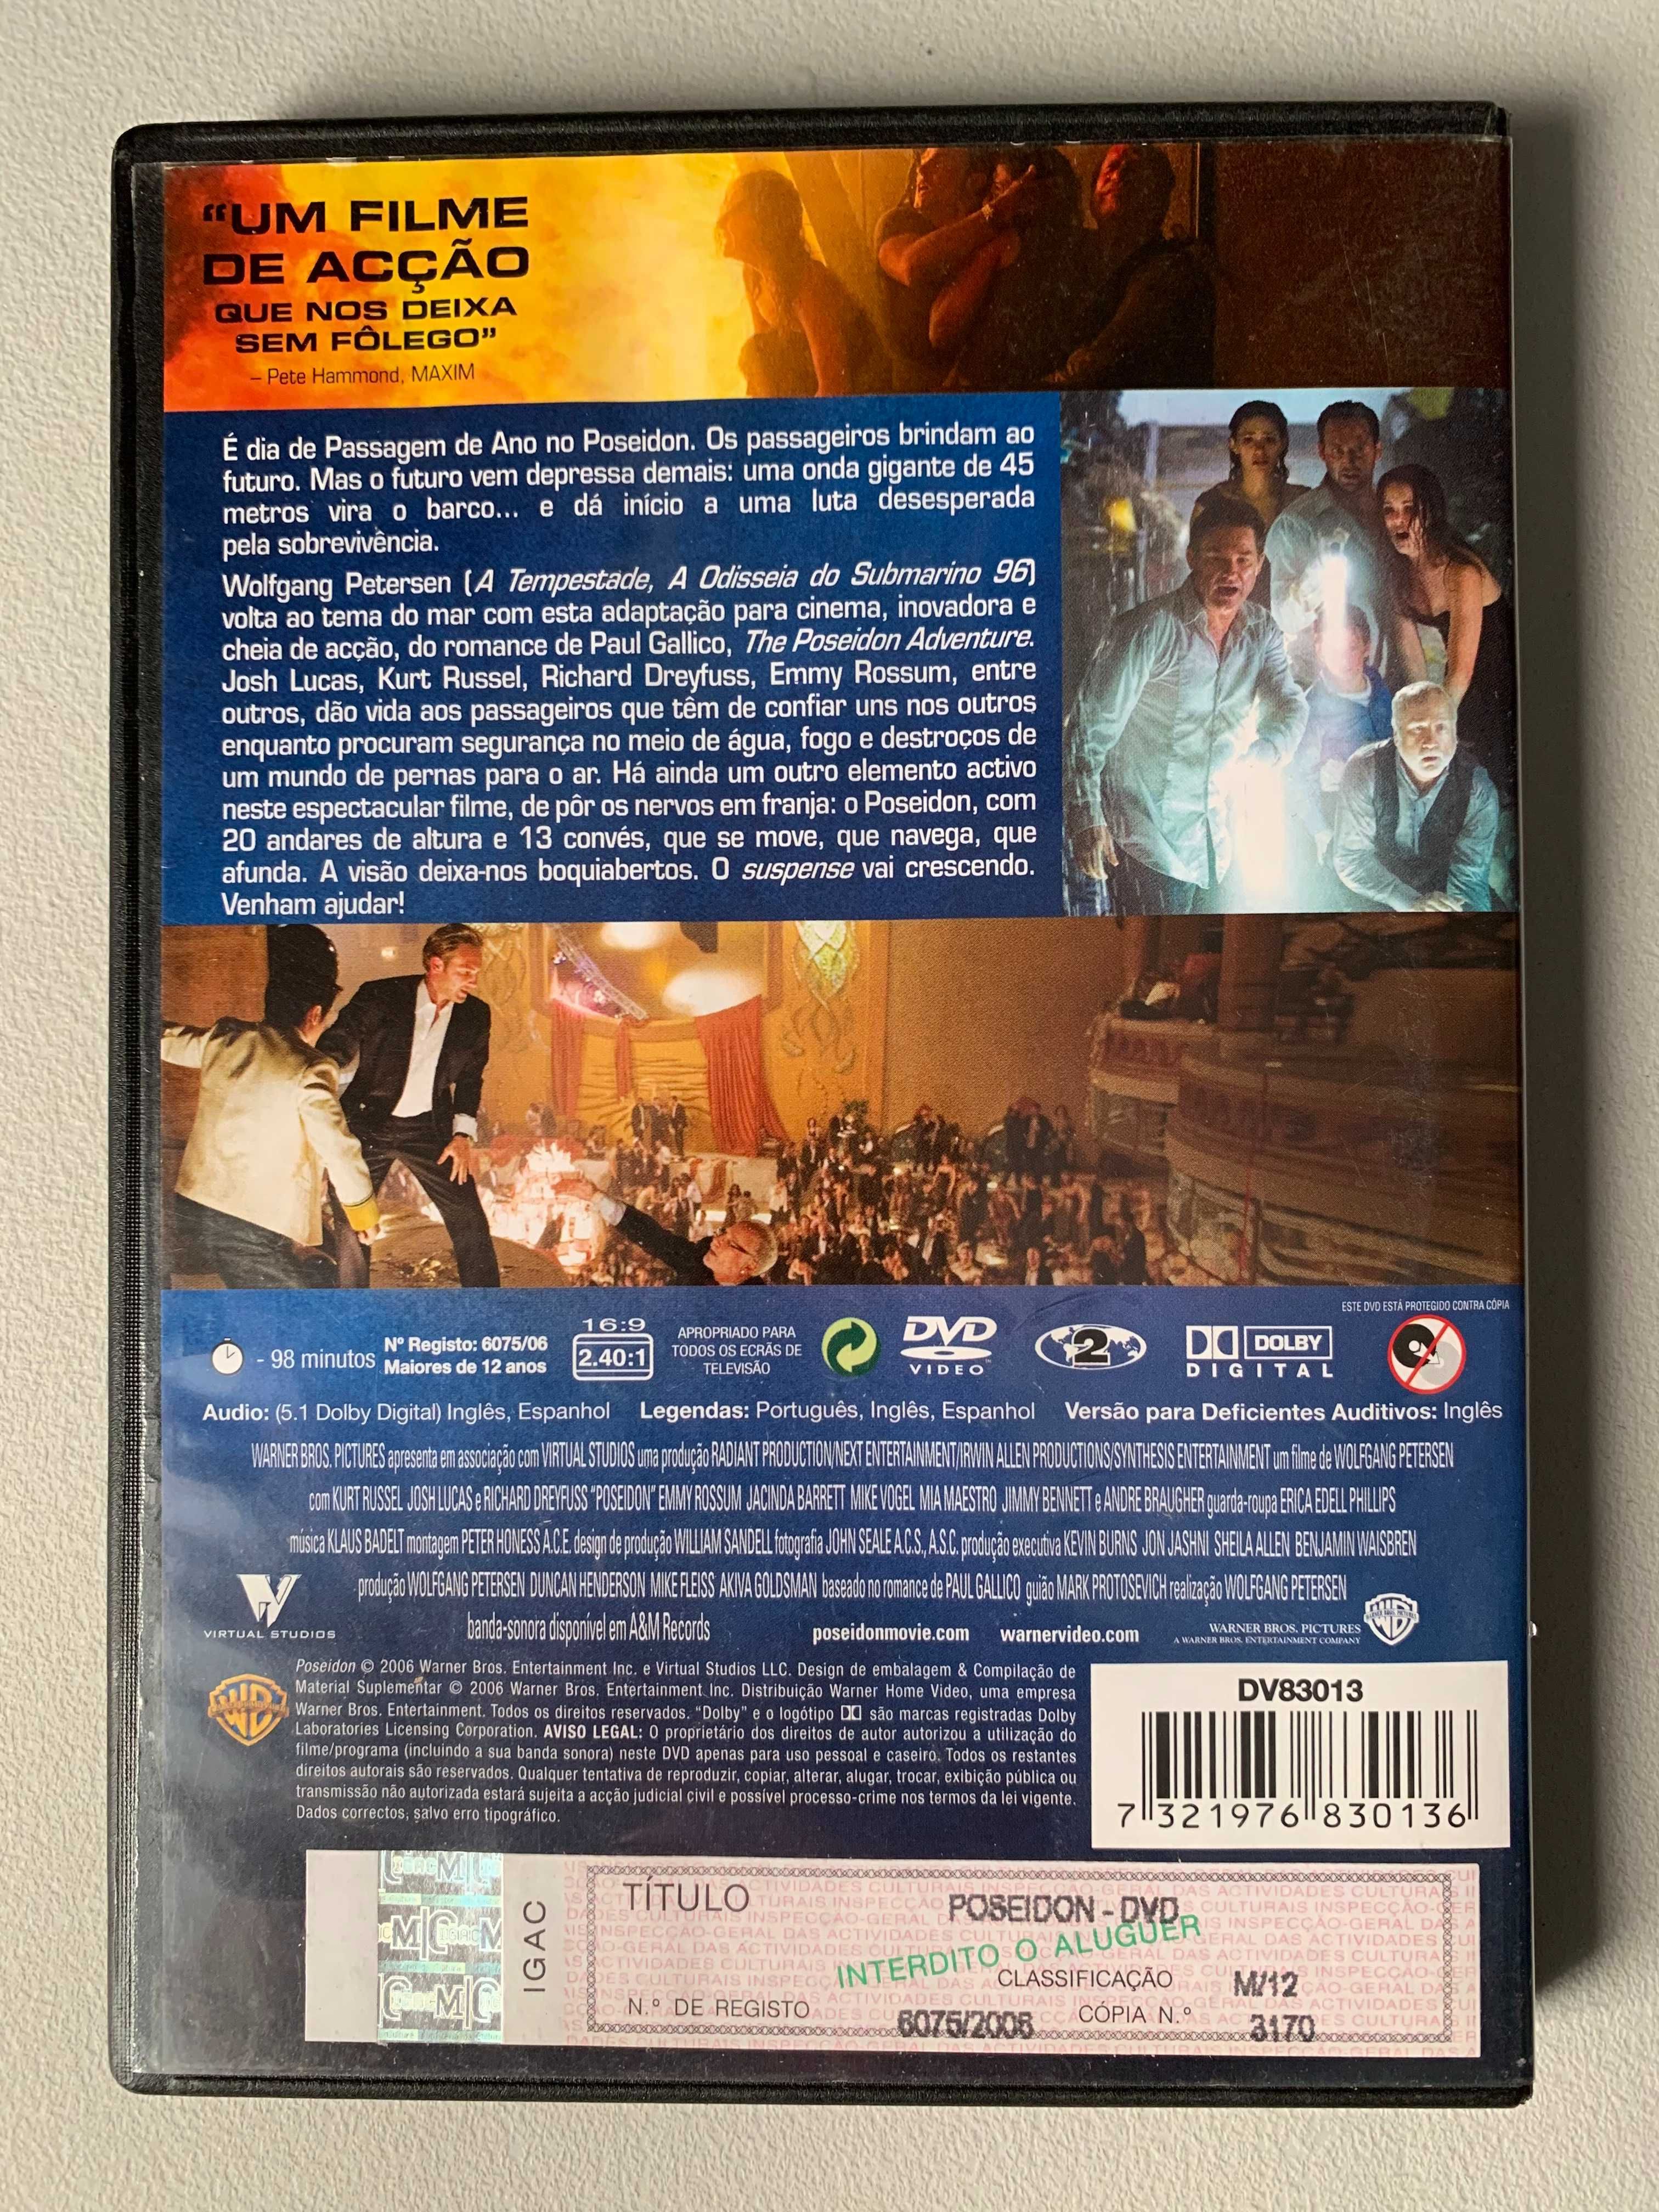 “UM FILME
DE ACÇÃO
QUE NOS DEIXA
SEM FÔLEGO”
– Pete Hammond, MAXIM
É dia de Passagem de Ano no Poseidon. Os passageiros brindam ao
futuro. Mas o futuro vem depressa demais: uma onda gigante de 45
metros vira o barco... e dá início a uma luta desesperada
pela sobrevivência.
Wolfgang Petersen (A Tempestade, A Odisseia do Submarino 96)
volta ao tema do mar com esta adaptação para cinema, inovadora e
cheia de acção, do romance de Paul Gallico, The Poseidon Adventure.
Josh Lucas, Kurt Russel, Richard Dreyfuss, Emmy Rossum, entre
outros, dão vida aos passageiros que têm de confiar uns nos outros
enquanto procuram segurança no meio de água, fogo e destroços de
um mundo de pernas para o ar. Há ainda um outro elemento activo
neste espectacular filme, de pôr os nervos em franja: o Poseidon, com
20 andares de altura e 13 convés, que se move, que navega, que
afunda. A visão deixa-nos boquiabertos. O suspense vai crescendo.
Venham ajudar!
ESTE DVD ESTÁ PROTEGIDO CONTRA CÓPIA
- 98 minutos
Nº Registo: 6075/06
Maiores de 12 anos
16:9
2.40:1
APROPRIADO PARA
TODOS OS ECRÃS DE
TELEVISÃO
DVD
VIDEO
2
DOLBY
DIGITAL
Audio: (5.1 Dolby Digital) Inglês, Espanhol Legendas: Português, Inglês, Espanhol Versão para Deficientes Auditivos: Inglês
WARNER BROS. PICTURES apresenta em associação com VIRTUAL STUDIOS uma produção RADIANT PRODUCTION/NEXT ENTERTAINMENT/IRWIN ALLEN PRODUCTIONS/SYNTHESIS ENTERTAINMENT um filme de WOLFGANG PETERSEN
com KURT RUSSEL JOSH LUCAS e RICHARD DREYFUSS “POSEIDON” EMMY ROSSUM JACINDA BARRETT MIKE VOGEL MIA MAESTRO JIMMY BENNETT e ANDRE BRAUGHER guarda-roupa ERICA EDELL PHILLIPS
música KLAUS BADELT montagem PETER HONESS A.C.E. design de produção WILLIAM SANDELL fotografia JOHN SEALE A.C.S., A.S.C. produção executiva KEVIN BURNS JON JASHNI SHEILA ALLEN BENJAMIN WAISBREN
produção WOLFGANG PETERSEN DUNCAN HENDERSON MIKE FLEISS AKIVA GOLDSMAN baseado no romance de PAUL GALLICO guião MARK PROTOSEVICH realização WOLFGANG PETERSEN
VIRTUAL STUDIOS
banda-sonora disponível em A&M Records
poseidonmovie.com warnervideo.com
WARNER BROS. PICTURES
A WARNER BROS. ENTERTAINMENT COMPANY
Poseidon © 2006 Warner Bros. Entertainment Inc. e Virtual Studios LLC. Design de embalagem & Compilação de
Material Suplementar © 2006 Warner Bros. Entertainment Inc. Distribuição Warner Home Video, uma empresa
Warner Bros. Entertainment. Todos os direitos reservados. “Dolby” e o logótipo são marcas registradas Dolby
Laboratories Licensing Corporation. AVISO LEGAL: O proprietário dos direitos de autor autorizou a utilização do
filme/programa (incluindo a sua banda sonora) neste DVD apenas para uso pessoal e caseiro. Todos os restantes
direitos autorais são reservados. Qualquer tentativa de reproduzir, copiar, alterar, alugar, trocar, exibição pública ou
transmissão não autorizada estará sujeita a acção judicial civil e possível processo-crime nos termos da lei vigente.
Dados correctos, salvo erro tipográfico.
DV83013
7 321976 830136
IGAC
TÍTULO POSEIDON - DVD
INTERDITO O ALUGUER
CLASSIFICAÇÃO M/12
N.º DE REGISTO 6075/2006 CÓPIA N.º 3170